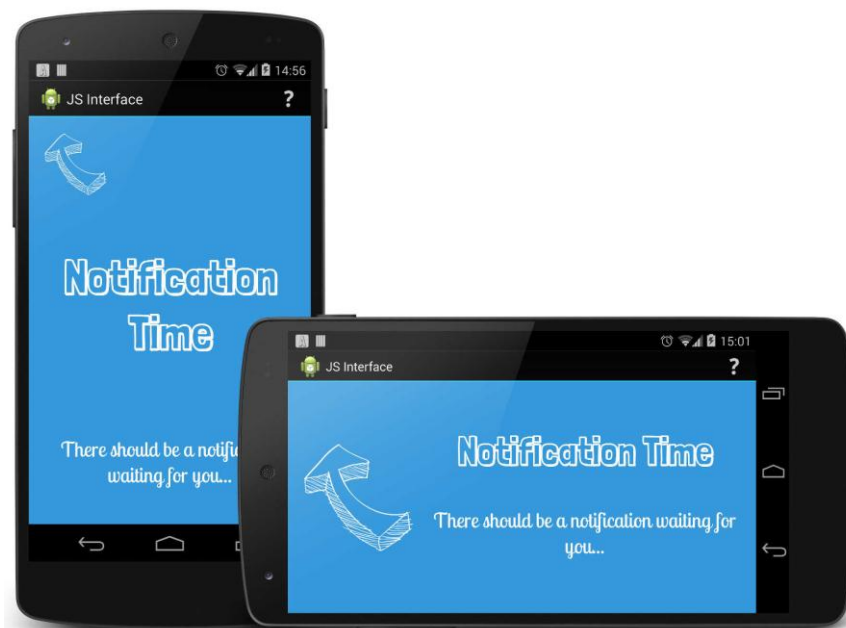 14:56
JS Interface ?
Notification
Time
There should be a notific
waiting for you...
15:01
JS Interface ?
Notification Time
There should be a notification waiting for
you...